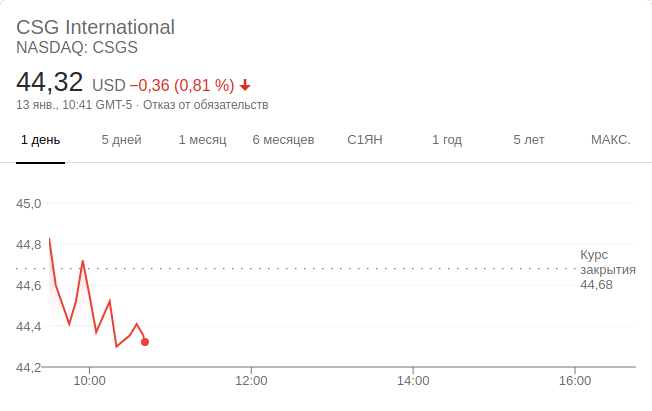 CSG International
NASDAQ: CSGS
44,32 USD −0,36 (0,81 %)
13 янв., 10:41 GMT-5 · Отказ от обязательств
1 день 5 дней 1 месяц 6 месяцев С1ЯН 1 год 5 лет МАКС.
45,0
44,8
Курс
закрытия
44,68
44,6
44,4
44,2
10:00 12:00 14:00 16:00